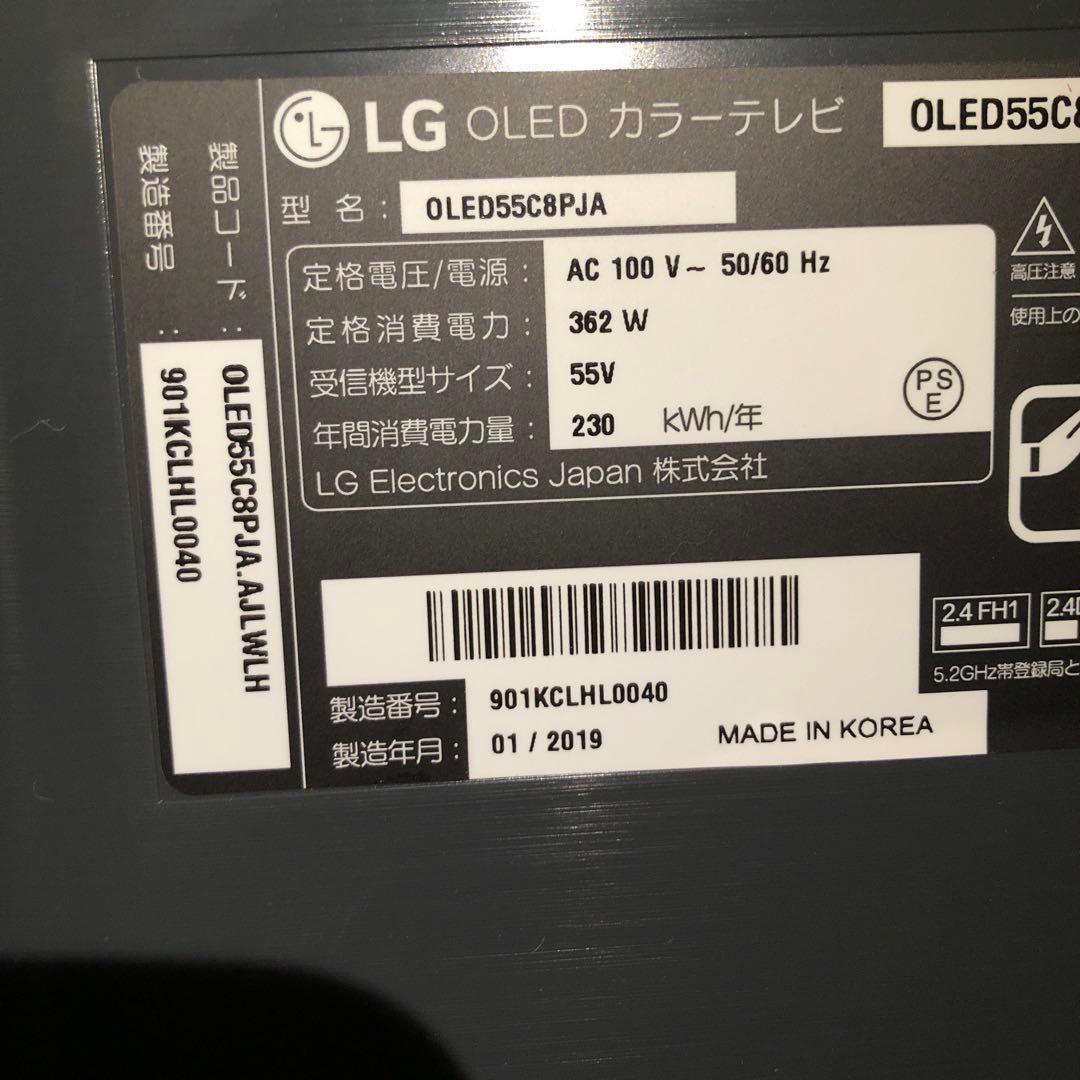 LG OLED カラーテレビ
OLED55C8
型 名 : OLED55C8PJA
定格電圧/電源 : AC 100 V~ 50/60 Hz
定格消費電力 : 362 W
受信機型サイズ : 55V
年間消費電力量 : 230 kWh/年
PS
E
LG Electronics Japan 株式会社
高圧注意
使用上の
製品コード : OLED55C8PJA.AJLWLH
製造番号 : 901KCLHL0040
2.4 FH1
2.4D
5.2GHz帯登録局と
製造番号 : 901KCLHL0040
製造年月 : 01 / 2019
MADE IN KOREA